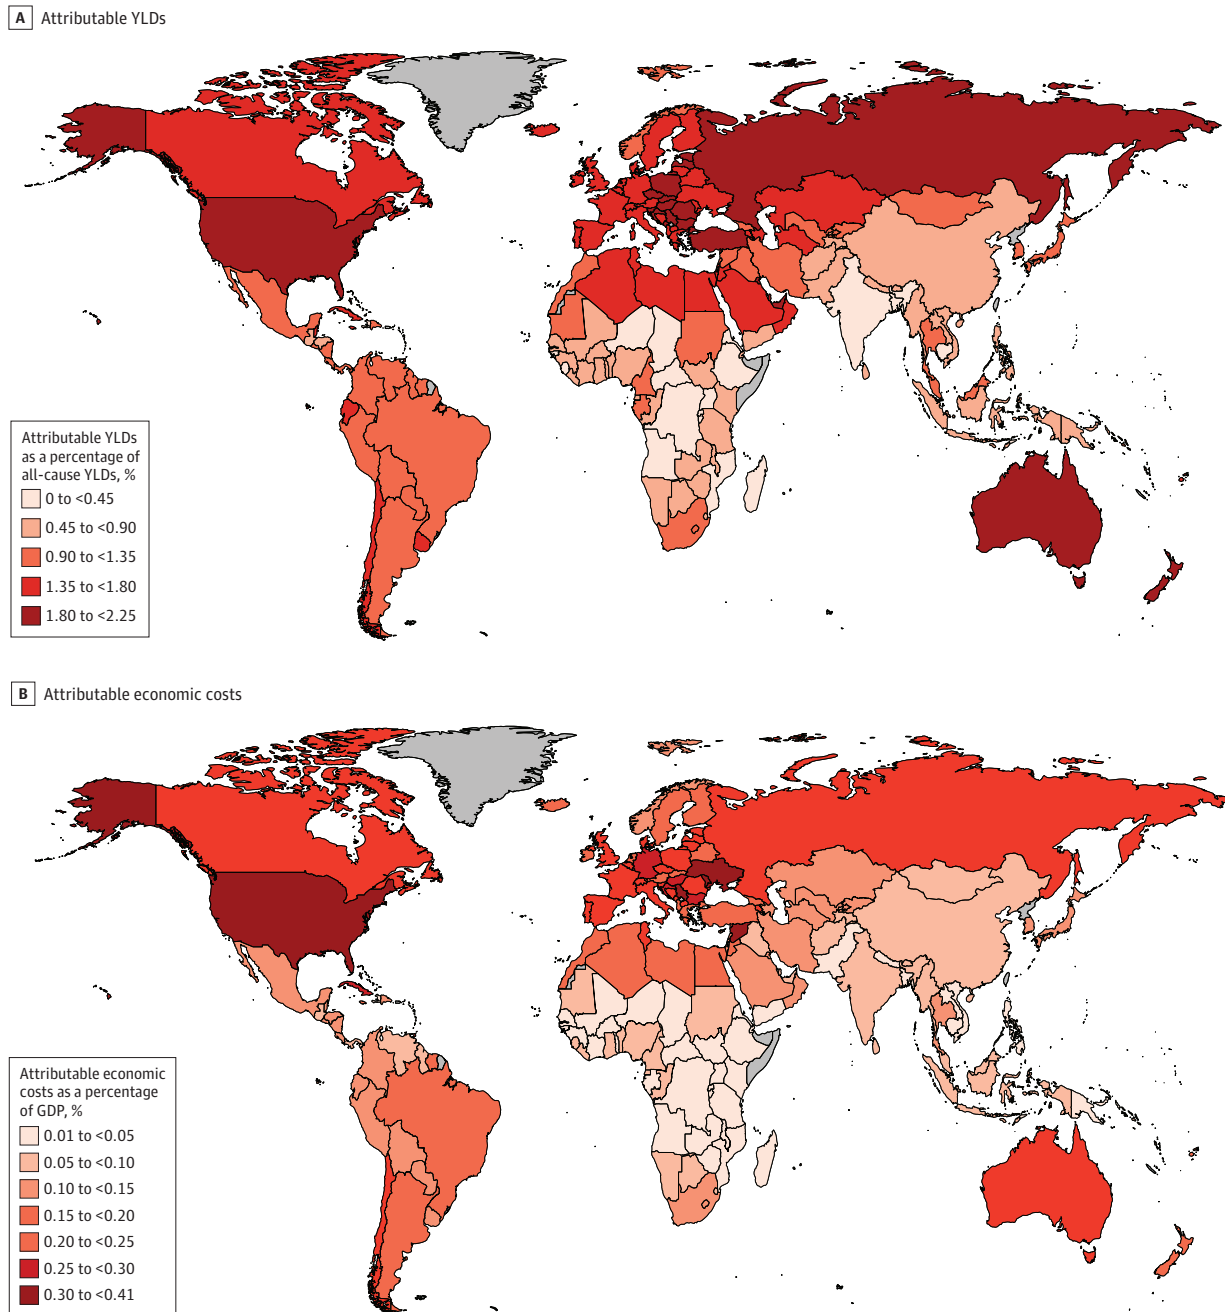 A Attributable YLDs
Attributable YLDs
as a percentage of
all-cause YLDs, %
0 to <0.45
0.45 to <0.90
0.90 to <1.35
1.35 to <1.80
1.80 to <2.25
B Attributable economic costs
Attributable economic
costs as a percentage
of GDP, %
0.01 to <0.05
0.05 to <0.10
0.10 to <0.15
0.15 to <0.20
0.20 to <0.25
0.25 to <0.30
0.30 to <0.41